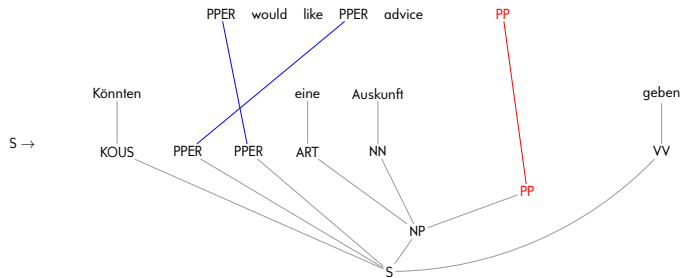 PPER would like PPER advice PP
Könnten eine Auskunft geben
S → KOUS PPER PPER ART NN VV
PP
NP
S